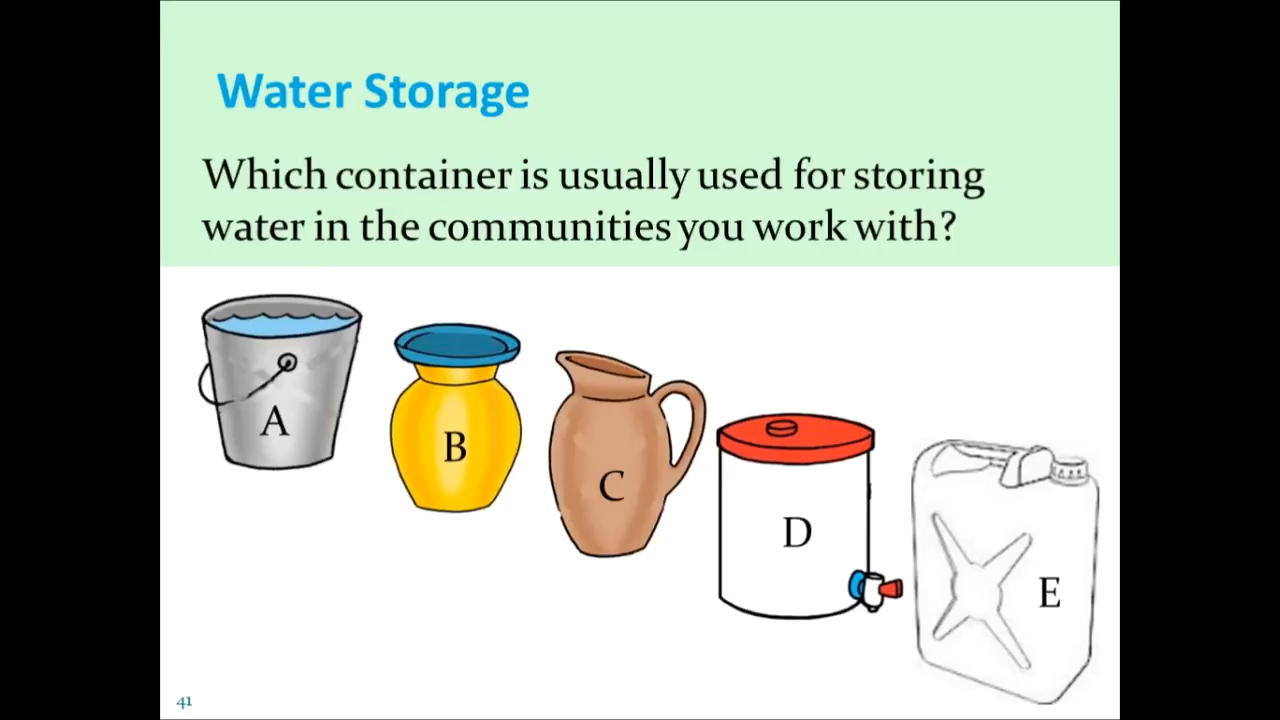 Water Storage
Which container is usually used for storing
water in the communities you work with?
A
B
C
D
E
41